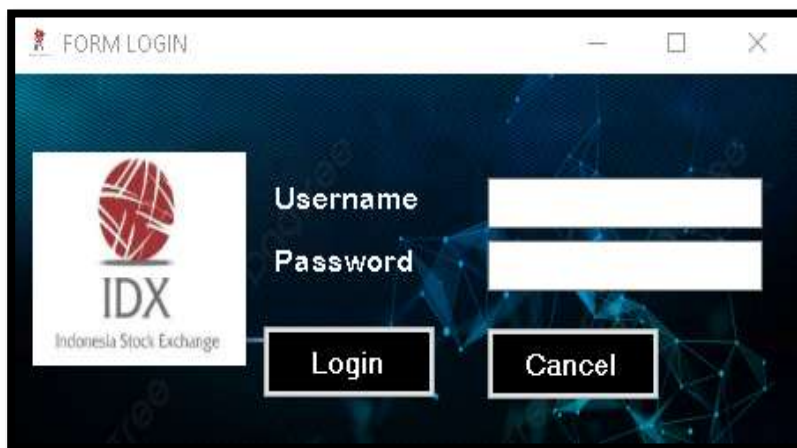 FORM LOGIN
Username
Password
IDX
Indonesia Stock Exchange
Login
Cancel